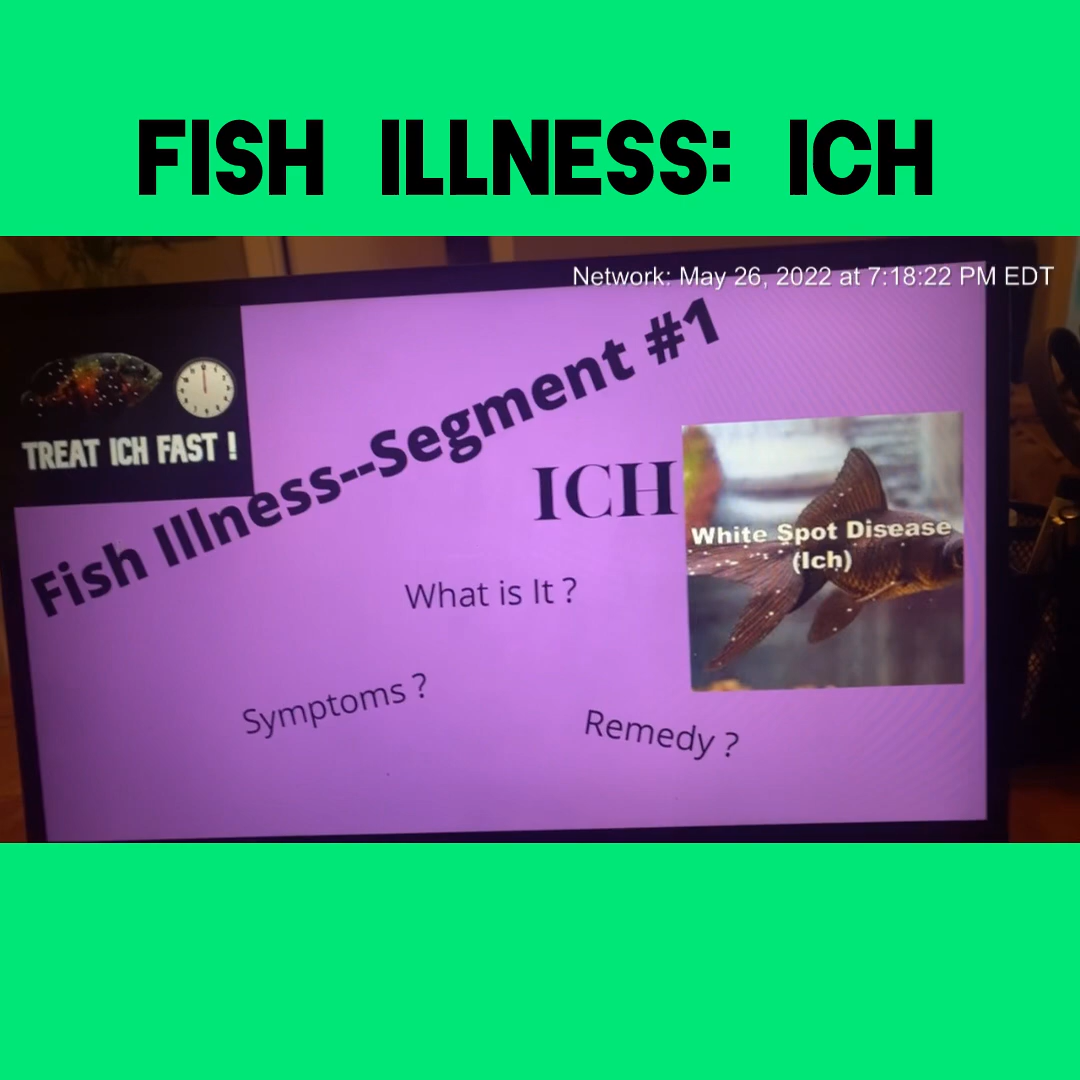 FISH ILLNESS: ICH
Network: May 26, 2022 at 7:18:22 PM EDT
TREAT ICH FAST !
Fish Illness--Segment #1
ICH
White Spot Disease
(Ich)
What is It ?
Symptoms ?
Remedy ?